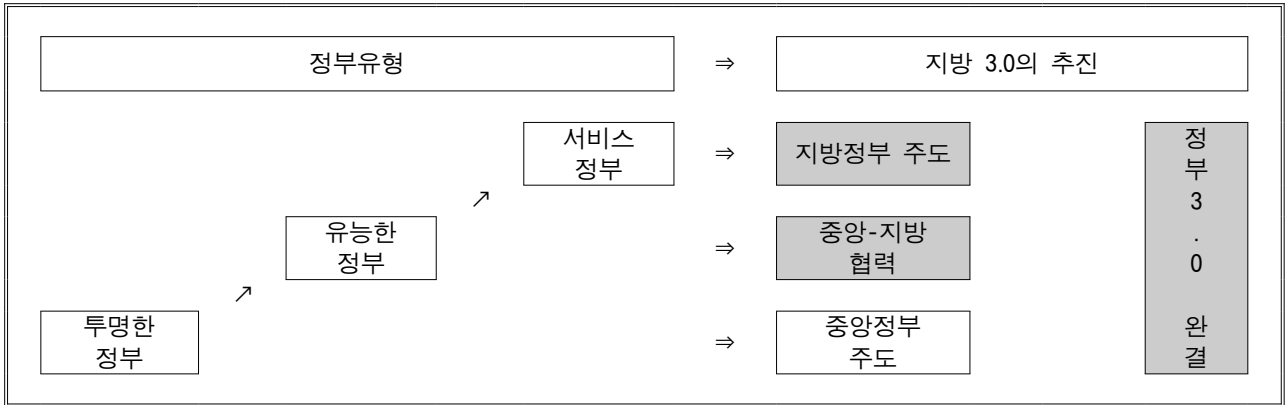 정부유형 ⇒ 지방 3.0의 추진
서비스
정부
⇒
지방정부 주도
↗
유능한
정부
⇒
중앙-지방
협력
↗
투명한
정부
⇒
중앙정부
주도
정
부
3
.
0
완
결